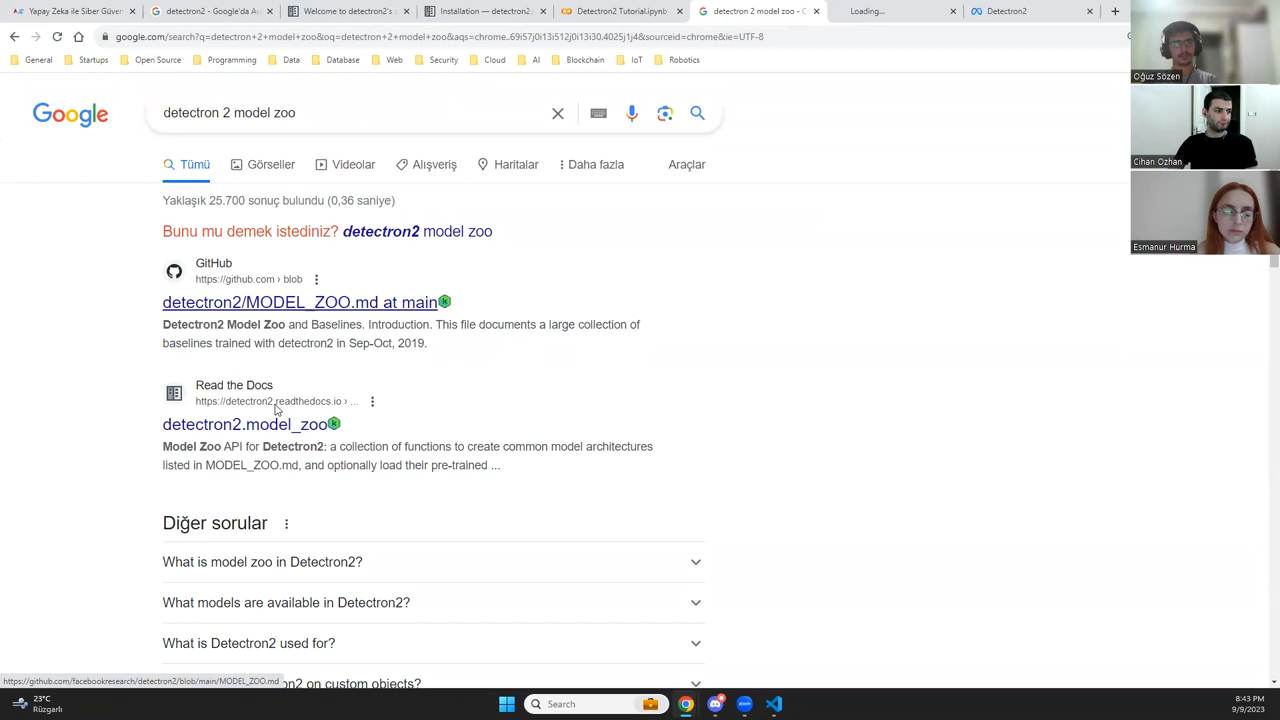 Yapay Zeka ile Siber Güven
detectron2 - Google'da A
Welcome to detectron2's
Installation — detectron2
Detectron2 Tutorial.ipynb
detectron 2 model zoo - G
Loading...
Detectron2
google.com/search?q=detectron+2+model+zoo&oq=detectron+2+model+zoo&aqs=chrome..69i57j0i13i512j0i13i30.4025j1j4&sourceid=chrome&ie=UTF-8
General
Startups
Open Source
Programming
Data
Database
Web
Security
Cloud
AI
Blockchain
IoT
Robotics
Oğuz Sözen
Google
detectron 2 model zoo
Cihan Özhan
Tümü
Görseller
Videolar
Alışveriş
Haritalar
Daha fazla
Araçlar
Yaklaşık 25.700 sonuç bulundu (0,36 saniye)
Bunu mu demek istediniz? detectron2 model zoo
Esmanur Hurma
GitHub
https://github.com › blob
detectron2/MODEL_ZOO.md at main
Detectron2 Model Zoo and Baselines. Introduction. This file documents a large collection of
baselines trained with detectron2 in Sep-Oct, 2019.
Read the Docs
https://detectron2.readthedocs.io › ...
detectron2.model_zoo
Model Zoo API for Detectron2: a collection of functions to create common model architectures
listed in MODEL_ZOO.md, and optionally load their pre-trained ...
Diğer sorular
What is model zoo in Detectron2?
What models are available in Detectron2?
What is Detectron2 used for?
on2 on custom objects?
https://github.com/facebookresearch/detectron2/blob/main/MODEL_ZOO.md
23°C
Rüzgarlı
Search
8:43 PM
9/9/2023